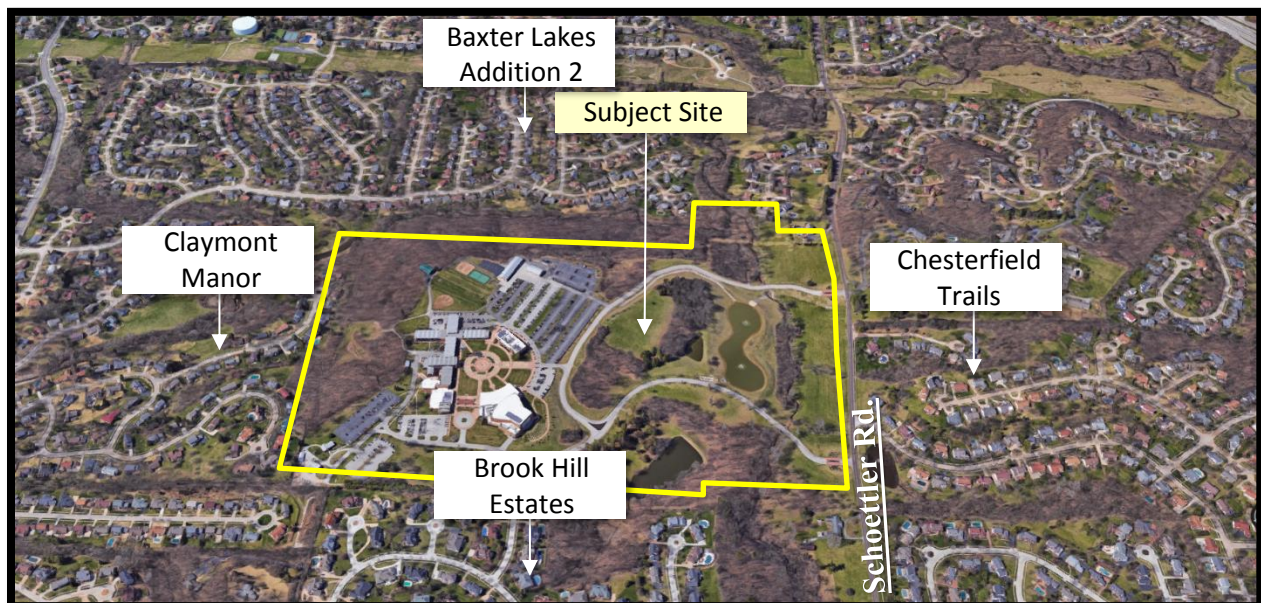 Baxter Lakes
Addition 2
Subject Site
Claymont
Manor
Chesterfield
Trails
Brook Hill
Estates
Schoettler Rd.